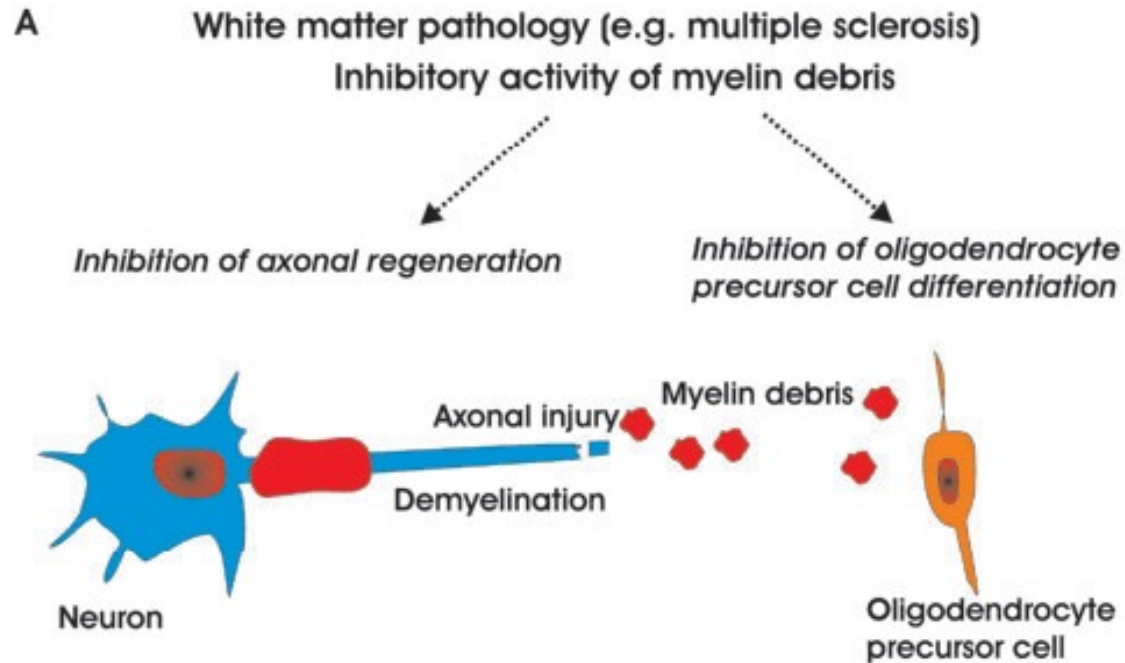 A
White matter pathology (e.g. multiple sclerosis)
Inhibitory activity of myelin debris
Inhibition of axonal regeneration
Inhibition of oligodendrocyte
precursor cell differentiation
Myelin debris
Axonal injury
Demyelination
Neuron
Oligodendrocyte
precursor cell